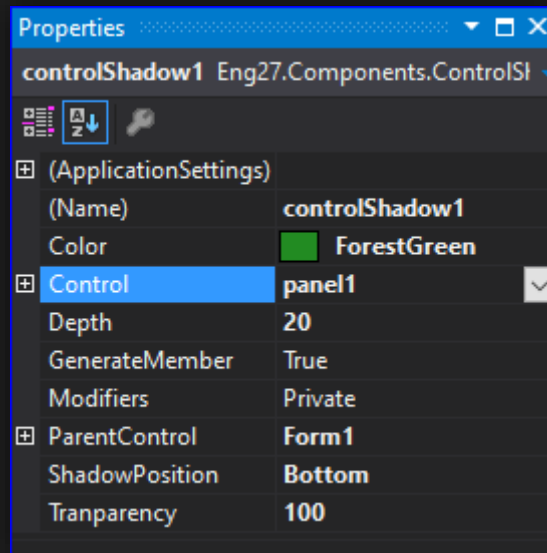 Properties
controlShadow1 Eng27.Components.ControlSh
(ApplicationSettings)
(Name) controlShadow1
Color ForestGreen
Control panel1
Depth 20
GenerateMember True
Modifiers Private
ParentControl Form1
ShadowPosition Bottom
Tranparency 100